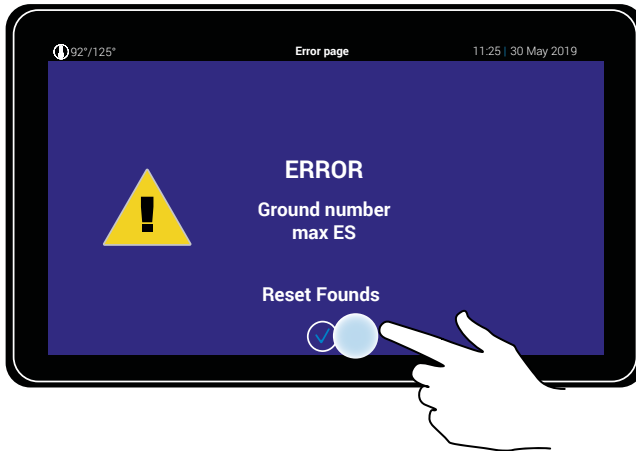 92°/125°
Error page
11:25 | 30 May 2019
ERROR
Ground number
max ES
Reset Founds